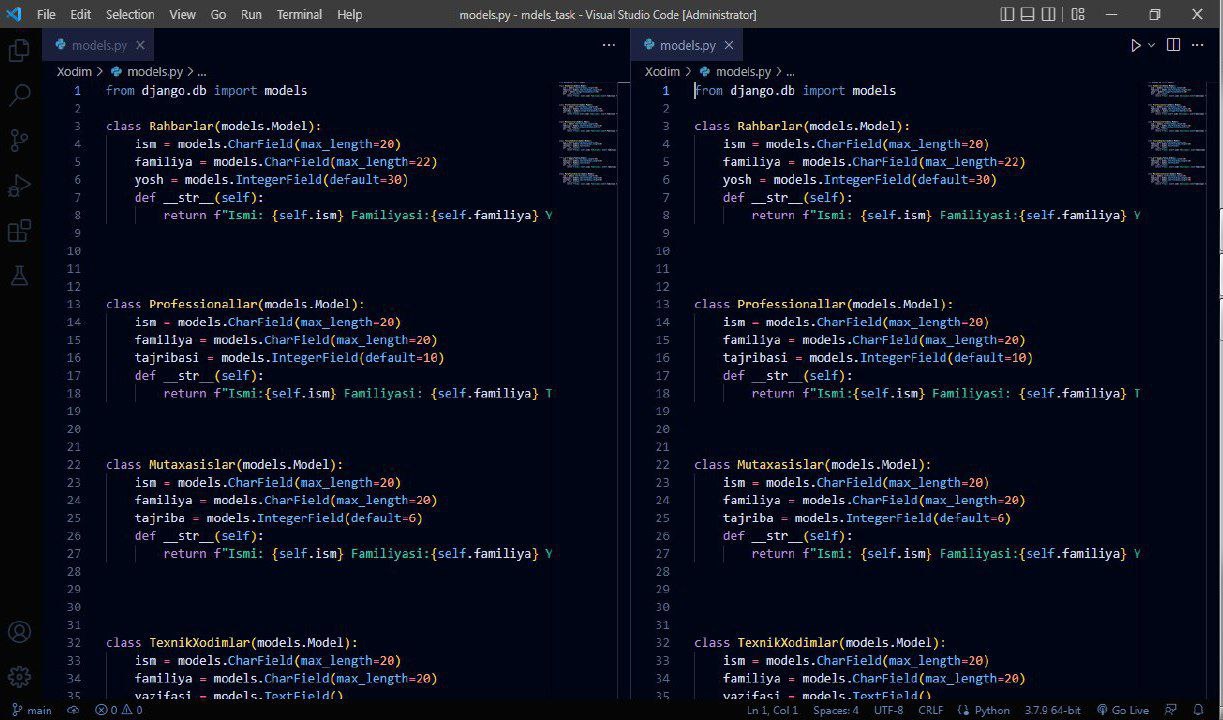 File Edit Selection View Go Run Terminal Help models.py - mdels_task - Visual Studio Code [Administrator]
models.py
Xodim > models.py > ...
1 from django.db import models
2
3 class Rahbarlar(models.Model):
4 ism = models.CharField(max_length=20)
5 familiya = models.CharField(max_length=22)
6 yosh = models.IntegerField(default=30)
7 def __str__(self):
8 return f"Ismi: {self.ism} Familiyasi:{self.familiya} Y
9
10
11
12
13 class Professionallar(models.Model):
14 ism = models.CharField(max_length=20)
15 familiya = models.CharField(max_length=20)
16 tajribasi = models.IntegerField(default=10)
17 def __str__(self):
18 return f"Ismi:{self.ism} Familiyasi: {self.familiya} T
19
20
21
22 class Mutaxasislar(models.Model):
23 ism = models.CharField(max_length=20)
24 familiya = models.CharField(max_length=20)
25 tajriba = models.IntegerField(default=6)
26 def __str__(self):
27 return f"Ismi: {self.ism} Familiyasi:{self.familiya} Y
28
29
30
31
32 class TexnikXodimlar(models.Model):
33 ism = models.CharField(max_length=20)
34 familiya = models.CharField(max_length=20)
35 vazifasi = models.TextField()
models.py
Xodim > models.py > ...
1 from django.db import models
2
3 class Rahbarlar(models.Model):
4 ism = models.CharField(max_length=20)
5 familiya = models.CharField(max_length=22)
6 yosh = models.IntegerField(default=30)
7 def __str__(self):
8 return f"Ismi: {self.ism} Familiyasi:{self.familiya} Y
9
10
11
12
13 class Professionallar(models.Model):
14 ism = models.CharField(max_length=20)
15 familiya = models.CharField(max_length=20)
16 tajribasi = models.IntegerField(default=10)
17 def __str__(self):
18 return f"Ismi:{self.ism} Familiyasi: {self.familiya} T
19
20
21
22 class Mutaxasislar(models.Model):
23 ism = models.CharField(max_length=20)
24 familiya = models.CharField(max_length=20)
25 tajriba = models.IntegerField(default=6)
26 def __str__(self):
27 return f"Ismi: {self.ism} Familiyasi:{self.familiya} Y
28
29
30
31
32 class TexnikXodimlar(models.Model):
33 ism = models.CharField(max_length=20)
34 familiya = models.CharField(max_length=20)
35 vazifasi = models.TextField()
main 0 0 Ln 1, Col 1 Spaces: 4 UTF-8 CRLF Python 3.7.9 64-bit Go Live